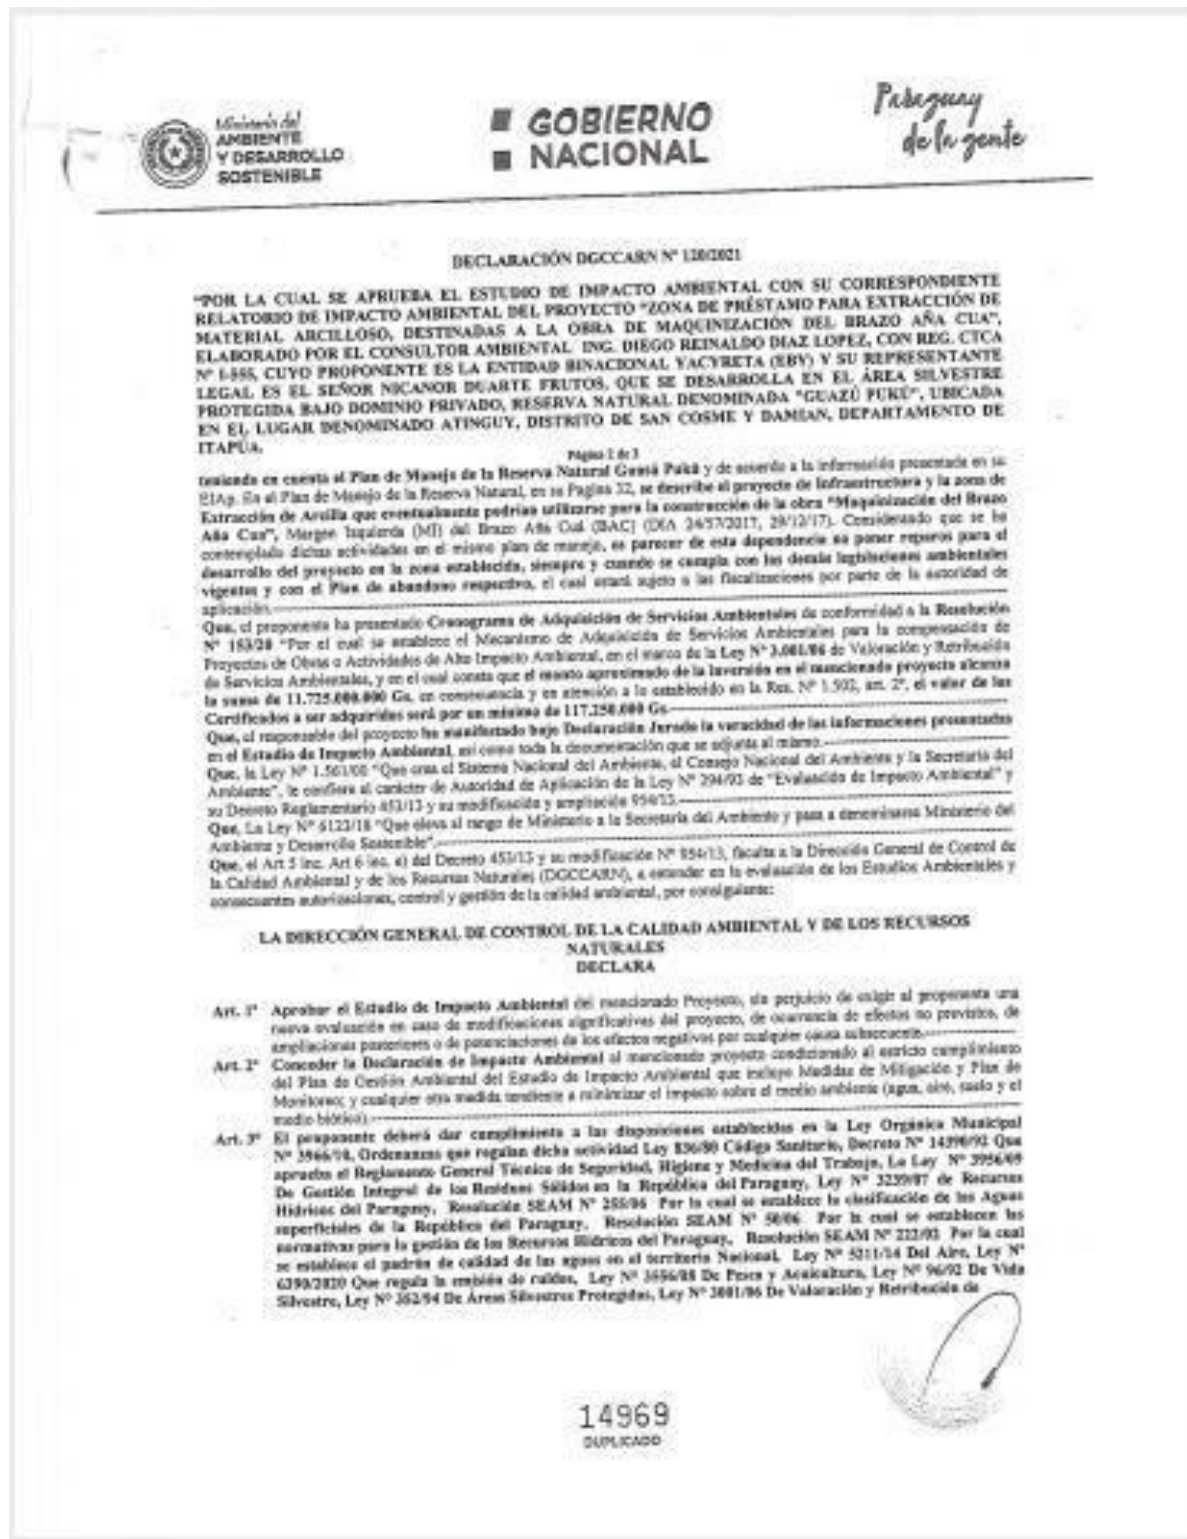 Ministerio del
AMBIENTE
Y DESARROLLO
SOSTENIBLE
GOBIERNO
NACIONAL
Paraguay
de la gente
DECLARACIÓN DGCCARN Nº 120/2021
"POR LA CUAL SE APRUEBA EL ESTUDIO DE IMPACTO AMBIENTAL CON SU CORRESPONDIENTE
RELATORIO DE IMPACTO AMBIENTAL DEL PROYECTO "ZONA DE PRÉSTAMO PARA EXTRACCIÓN DE
MATERIAL ARCILLOSO, DESTINADAS A LA OBRA DE MAQUINIZACIÓN DEL BRAZO AÑA CUA",
ELABORADO POR EL CONSULTOR AMBIENTAL ING. DIEGO REINALDO DIAZ LOPEZ, CON REG. CTCA
Nº I-555, CUYO PROPONENTE ES LA ENTIDAD BINACIONAL YACYRETA (EBY) Y SU REPRESENTANTE
LEGAL ES EL SEÑOR NICANOR DUARTE FRUTOS, QUE SE DESARROLLA EN EL ÁREA SILVESTRE
PROTEGIDA BAJO DOMINIO PRIVADO, RESERVA NATURAL DENOMINADA "GUAZÚ PUKÚ", UBICADA
EN EL LUGAR DENOMINADO ATINGUY, DISTRITO DE SAN COSME Y DAMIAN, DEPARTAMENTO DE
ITAPÚA.
Página 2 de 3
teniendo en cuenta el Plan de Manejo de la Reserva Natural Guasú Pukú y de acuerdo a la información presentada en su
EIAp. En el Plan de Manejo de la Reserva Natural, en su Pagina 32, se describe el proyecto de Infraestructura y la zona de
Extracción de Arcilla que eventualmente podrían utilizarse para la construcción de la obra "Maquinización del Brazo
Aña Cua", Margen Izquierda (MI) del Brazo Aña Cuá (BAC) (DIA 2457/2017, 29/12/17). Considerando que se ha
contemplado dichas actividades en el mismo plan de manejo, es parecer de esta dependencia no poner reparos para el
desarrollo del proyecto en la zona establecida, siempre y cuando se cumpla con las demás legislaciones ambientales
vigentes y con el Plan de abandono respectivo, el cual estará sujeto a las fiscalizaciones por parte de la autoridad de
aplicación.
Que, el proponente ha presentado Cronograma de Adquisición de Servicios Ambientales de conformidad a la Resolución
Nº 153/20 "Por el cual se establece el Mecanismo de Adquisición de Servicios Ambientales para la compensación de
Proyectos de Obras o Actividades de Alto Impacto Ambiental, en el marco de la Ley Nº 3.001/06 de Valoración y Retribución
de Servicios Ambientales, y en el cual consta que el monto aproximado de la Inversión en el mencionado proyecto alcanza
la suma de 11.725.000.000 Gs. en consecuencia y en atención a lo establecido en la Res. Nº 1.502, art. 2º, el valor de los
Certificados a ser adquiridos será por un mínimo de 117.250.000 Gs.
Que, el responsable del proyecto ha manifestado bajo Declaración Jurada la veracidad de las informaciones presentadas
en el Estudio de Impacto Ambiental, así como toda la documentación que se adjunta al mismo.
Que, la Ley Nº 1.561/00 "Que crea el Sistema Nacional del Ambiente, el Consejo Nacional del Ambiente y la Secretaría del
Ambiente", le confiere el carácter de Autoridad de Aplicación de la Ley Nº 294/93 de "Evaluación de Impacto Ambiental" y
su Decreto Reglamentario 453/13 y su modificación y ampliación 954/13.
Que, La Ley Nº 6123/18 "Que eleva al rango de Ministerio a la Secretaría del Ambiente y pasa a denominarse Ministerio del
Ambiente y Desarrollo Sostenible".
Que, el Art 5 inc. Art 6 inc. e) del Decreto 453/13 y su modificación Nº 954/13, faculta a la Dirección General de Control de
la Calidad Ambiental y de los Recursos Naturales (DGCCARN), a entender en la evaluación de los Estudios Ambientales y
consecuentes autorizaciones, control y gestión de la calidad ambiental, por consiguiente:
LA DIRECCIÓN GENERAL DE CONTROL DE LA CALIDAD AMBIENTAL Y DE LOS RECURSOS
NATURALES
DECLARA
Art. 1º Aprobar el Estudio de Impacto Ambiental del mencionado Proyecto, sin perjuicio de exigir al proponente una
nueva evaluación en caso de modificaciones significativas del proyecto, de ocurrencia de efectos no previstos, de
ampliaciones posteriores o de potenciaciones de los efectos negativos por cualquier causa subsecuente.
Art. 2º Conceder la Declaración de Impacto Ambiental al mencionado proyecto condicionado al estricto cumplimiento
del Plan de Gestión Ambiental del Estudio de Impacto Ambiental que incluye Medidas de Mitigación y Plan de
Monitoreo; y cualquier otra medida tendiente a minimizar el impacto sobre el medio ambiente (agua, aire, suelo y el
medio biótico).
Art. 3º El proponente deberá dar cumplimiento a las disposiciones establecidas en la Ley Orgánica Municipal
Nº 3966/10, Ordenanzas que regulan dicha actividad Ley 836/80 Código Sanitario, Decreto Nº 14390/92 Que
aprueba el Reglamento General Técnico de Seguridad, Higiene y Medicina del Trabajo, La Ley Nº 3956/09
De Gestión Integral de los Residuos Sólidos en la República del Paraguay, Ley Nº 3239/07 de Recursos
Hídricos del Paraguay, Resolución SEAM Nº 255/06 Por la cual se establece la clasificación de las Aguas
superficiales de la República del Paraguay, Resolución SEAM Nº 50/06 Por la cual se establecen las
normativas para la gestión de los Recursos Hídricos del Paraguay, Resolución SEAM Nº 222/02 Por la cual
se establece el padrón de calidad de las aguas en el territorio Nacional, Ley Nº 5211/14 Del Aire, Ley Nº
6390/2020 Que regula la emisión de ruidos, Ley Nº 3556/08 De Pesca y Acuicultura, Ley Nº 96/92 De Vida
Silvestre, Ley Nº 352/94 De Áreas Silvestres Protegidas, Ley Nº 3001/06 De Valoración y Retribución de
14969
DUPLICADO